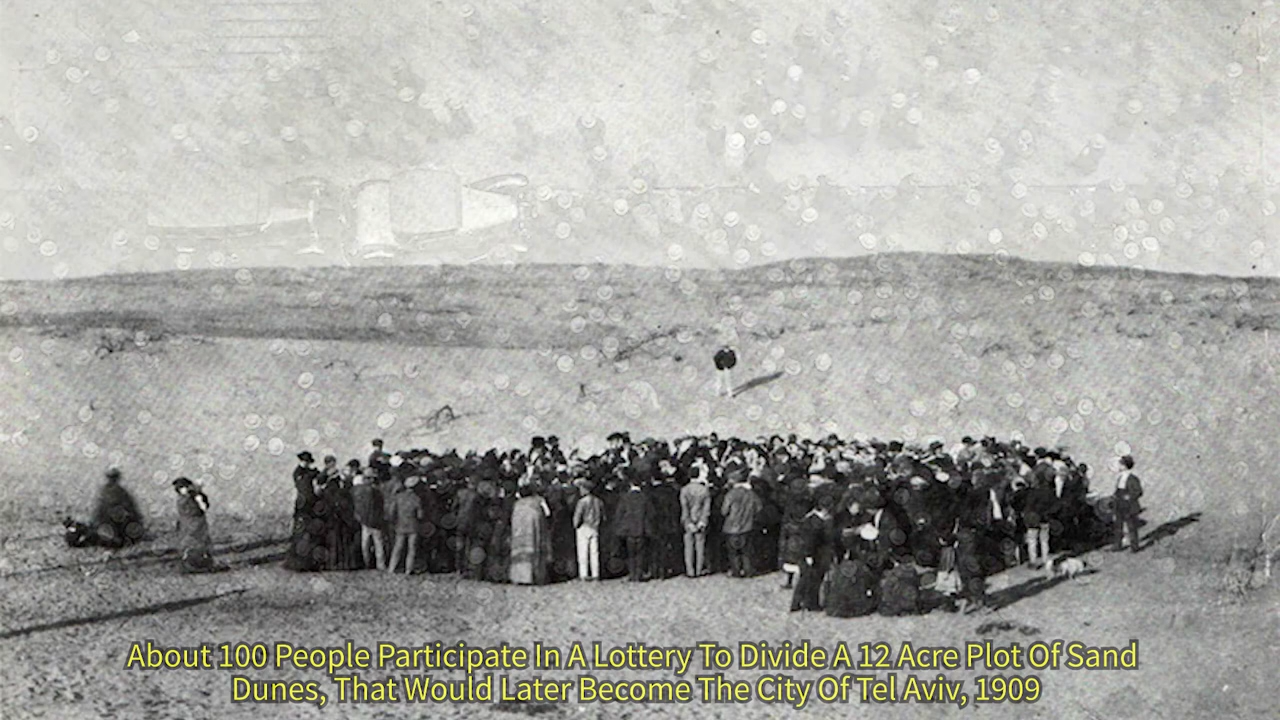 About 100 People Participate In A Lottery To Divide A 12 Acre Plot Of Sand
Dunes, That Would Later Become The City Of Tel Aviv, 1909